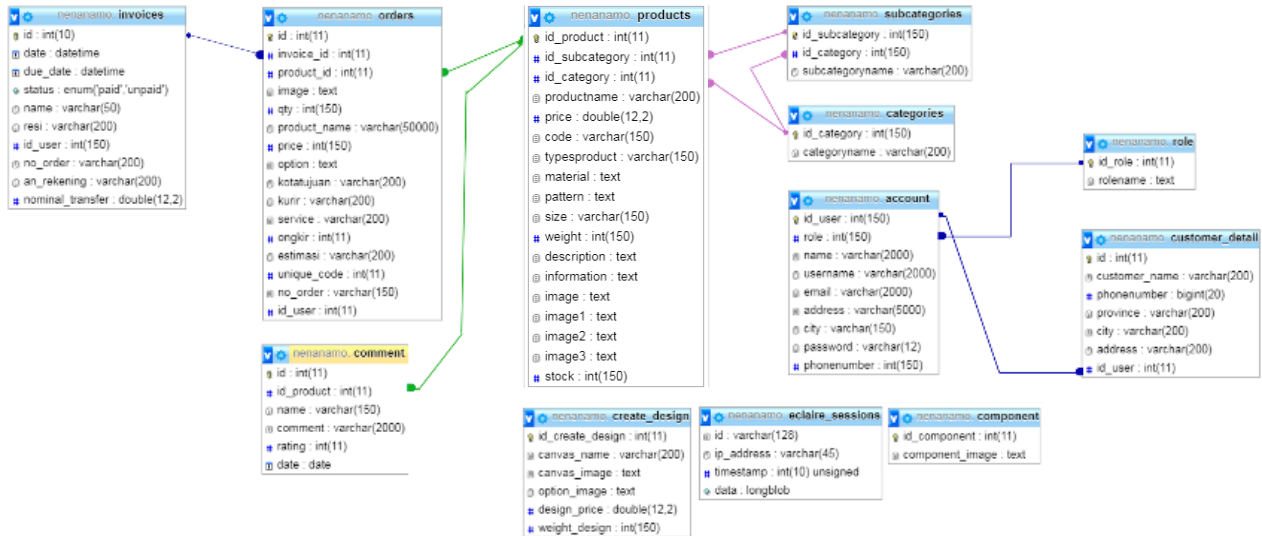 nenanamo. invoices
id : int(10)
date : datetime
due_date : datetime
status : enum('paid','unpaid')
name : varchar(50)
resi : varchar(200)
id_user : int(150)
no_order : varchar(200)
an_rekening : varchar(200)
nominal_transfer : double(12,2)
nenanamo. orders
id : int(11)
invoice_id : int(11)
product_id : int(11)
image : text
qty : int(150)
product_name : varchar(50000)
price : int(150)
option : text
kotatujuan : varchar(200)
kurir : varchar(200)
service : varchar(200)
ongkir : int(11)
estimasi : varchar(200)
unique_code : int(11)
no_order : varchar(150)
id_user : int(11)
nenanamo. comment
id : int(11)
id_product : int(11)
name : varchar(150)
comment : varchar(2000)
rating : int(11)
date : date
nenanamo. products
id_product : int(11)
id_subcategory : int(11)
id_category : int(11)
productname : varchar(200)
price : double(12,2)
code : varchar(150)
typesproduct : varchar(150)
material : text
pattern : text
size : varchar(150)
weight : int(150)
description : text
information : text
image : text
image1 : text
image2 : text
image3 : text
stock : int(150)
nenanamo. subcategories
id_subcategory : int(150)
id_category : int(150)
subcategoryname : varchar(200)
nenanamo. categories
id_category : int(150)
categoryname : varchar(200)
nenanamo. account
id_user : int(150)
role : int(150)
name : varchar(2000)
username : varchar(2000)
email : varchar(2000)
address : varchar(5000)
city : varchar(150)
password : varchar(12)
phonenumber : int(150)
nenanamo. role
id_role : int(11)
rolename : text
nenanamo. customer_detail
id : int(11)
customer_name : varchar(200)
phonenumber : bigint(20)
province : varchar(200)
city : varchar(200)
address : varchar(200)
id_user : int(11)
nenanamo. create_design
id_create_design : int(11)
canvas_name : varchar(200)
canvas_image : text
option_image : text
design_price : double(12,2)
weight_design : int(150)
nenanamo. eclaire_sessions
id : varchar(128)
ip_address : varchar(45)
timestamp : int(10) unsigned
data : longblob
nenanamo. component
id_component : int(11)
component_image : text